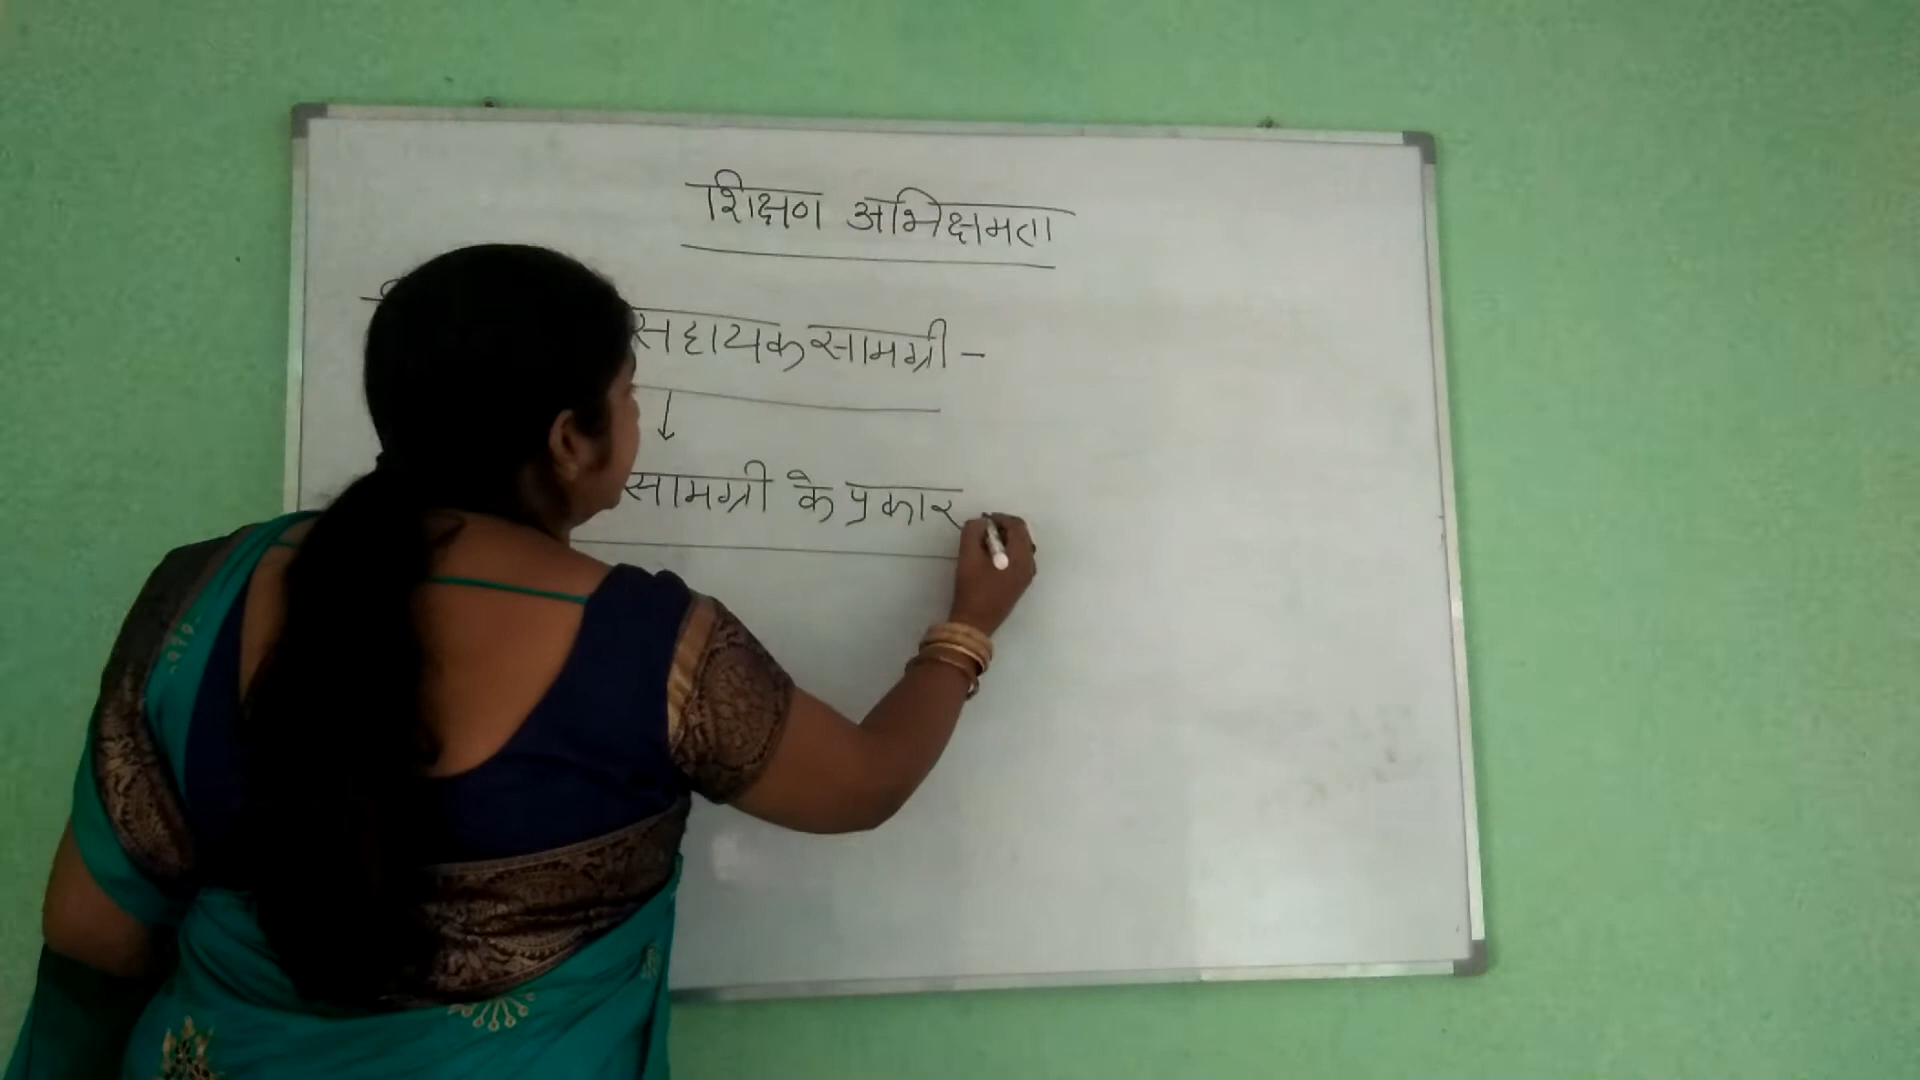 शिक्षण अभिक्षमता
सहायक सामग्री -
सामग्री के प्रकार